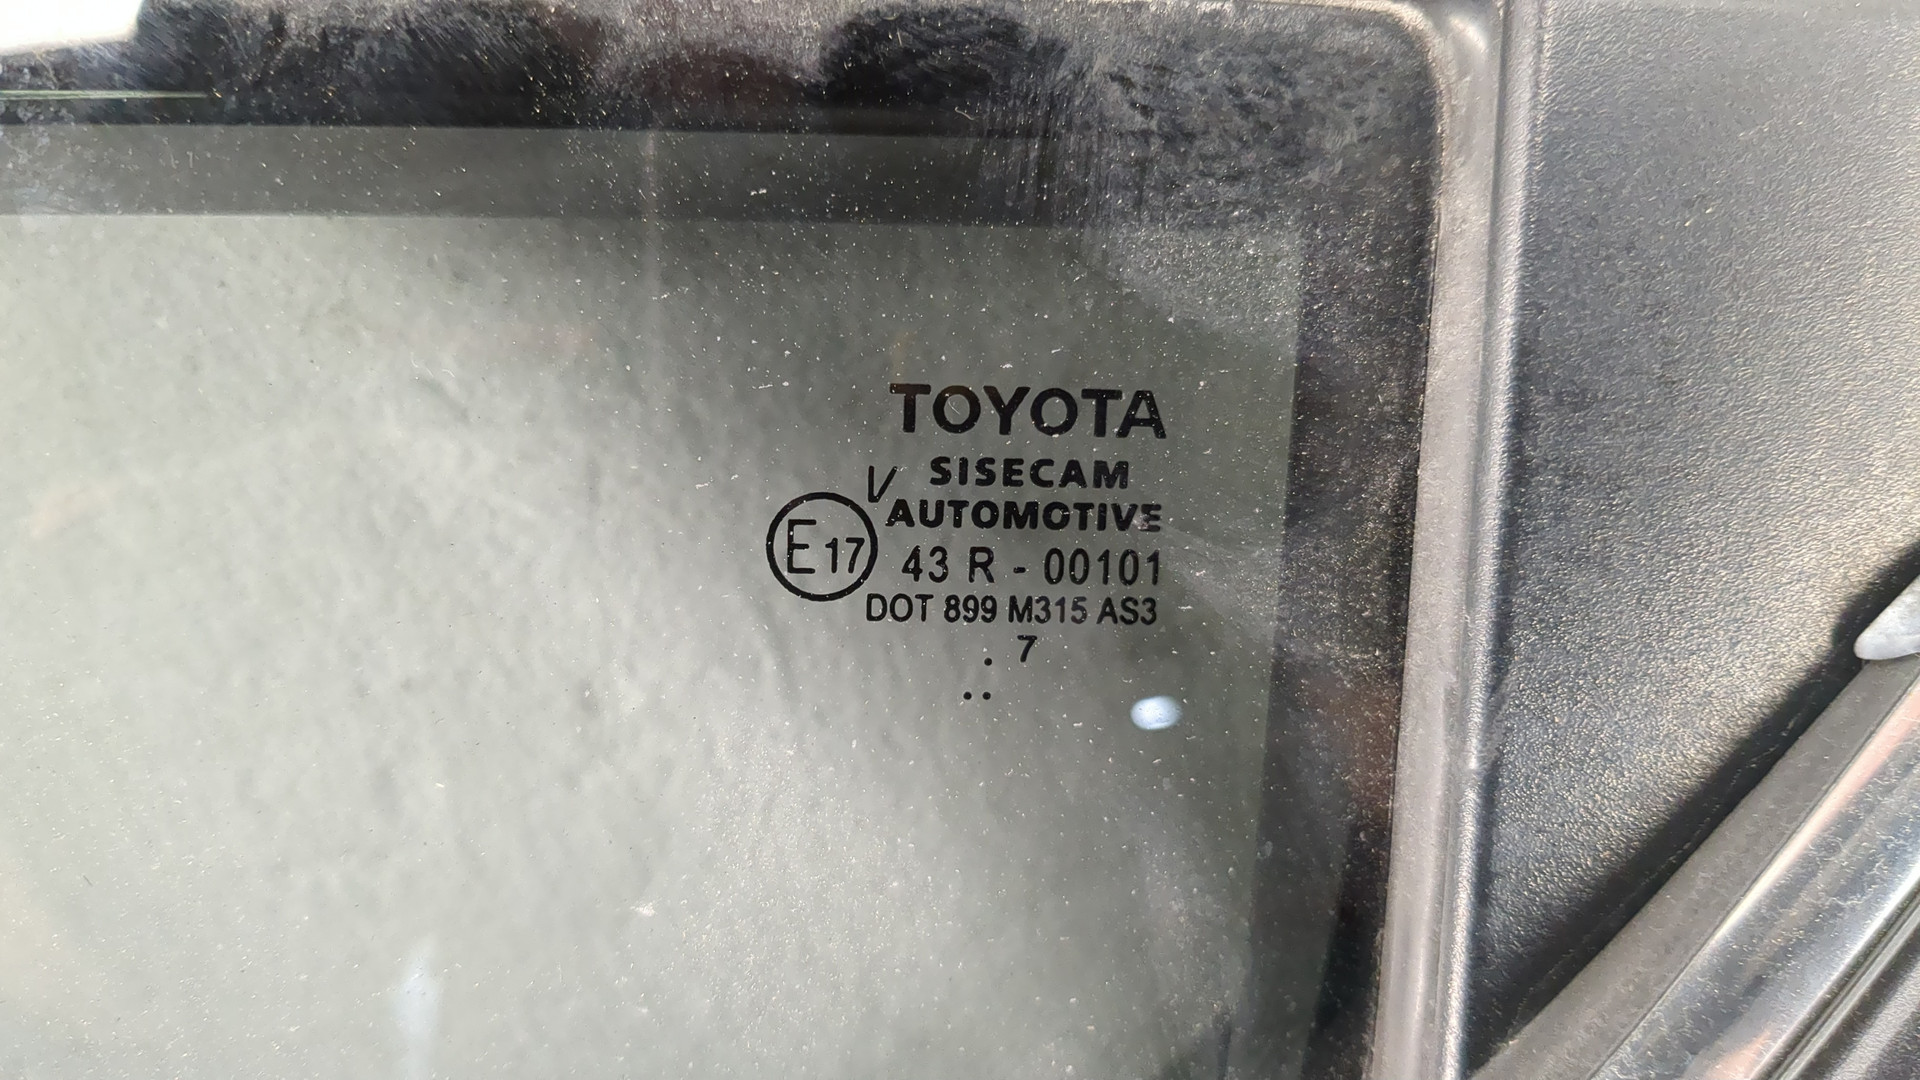 TOYOTA
V SISECAM
AUTOMOTIVE
E17 43 R - 00101
DOT 899 M315 AS3
. 7
..